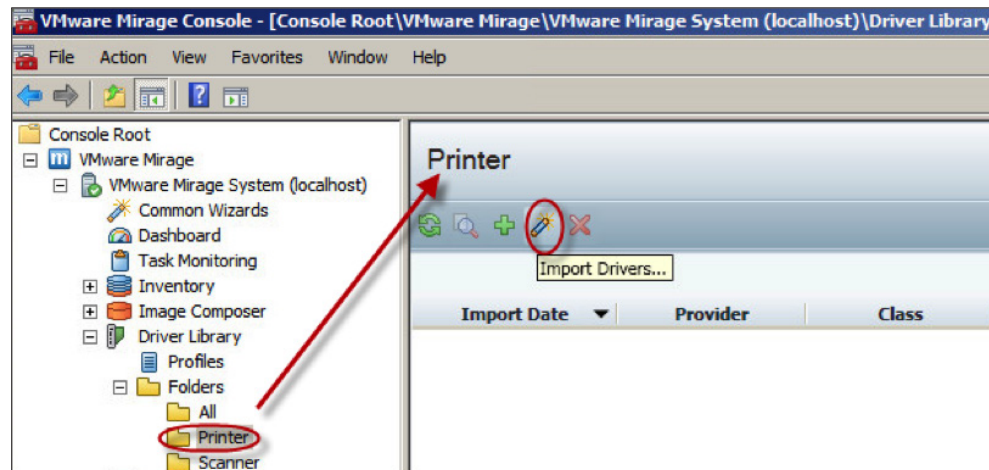 VMware Mirage Console - [Console Root\VMware Mirage\VMware Mirage System (localhost)\Driver Library
File Action View Favorites Window Help
Console Root
m VMware Mirage
VMware Mirage System (localhost)
Common Wizards
Dashboard
Task Monitoring
Inventory
Image Composer
Driver Library
Profiles
Folders
All
Printer
Scanner
Printer
Import Drivers...
Import Date Provider Class